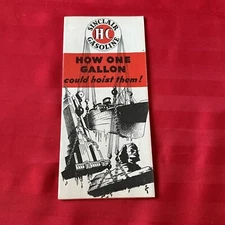 SINCLAIR
H-C
GASOLINE
HOW ONE
GALLON
could hoist them!